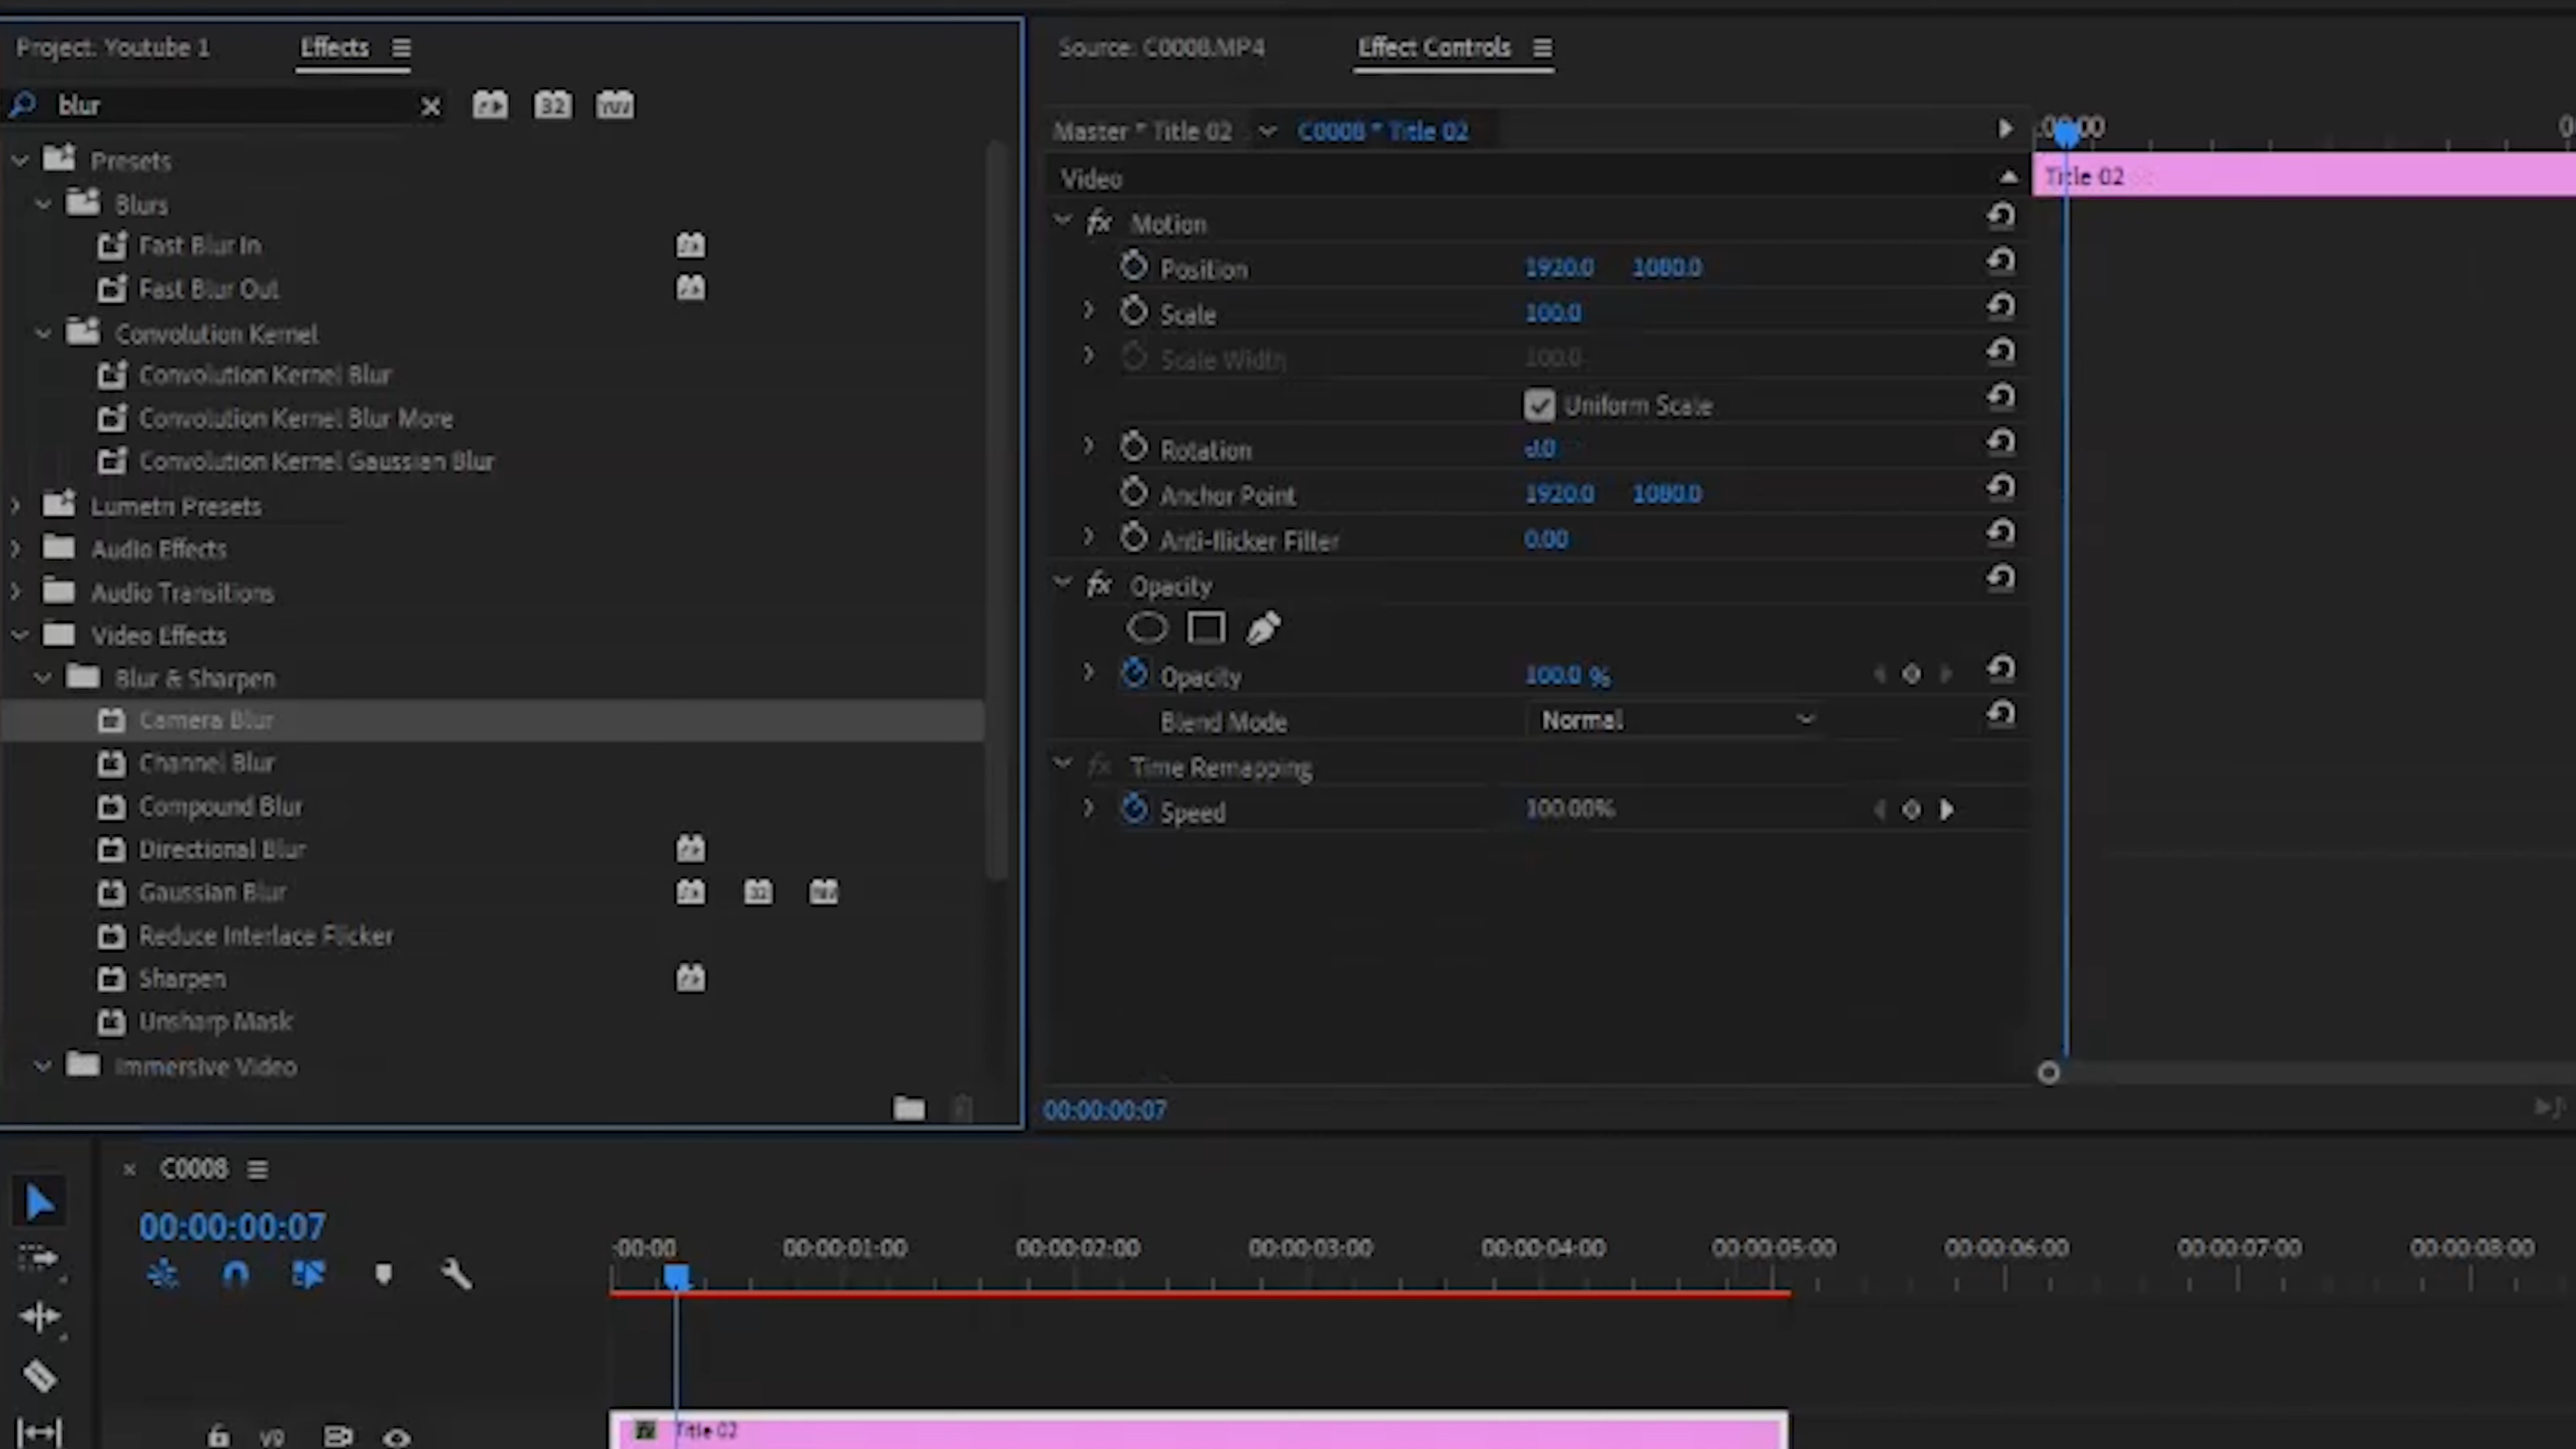 Project: Youtube 1
Effects
blur
32
YUV
Presets
Blurs
Fast Blur In
Fast Blur Out
Convolution Kernel
Convolution Kernel Blur
Convolution Kernel Blur More
Convolution Kernel Gaussian Blur
Lumetri Presets
Audio Effects
Audio Transitions
Video Effects
Blur & Sharpen
Camera Blur
Channel Blur
Compound Blur
Directional Blur
Gaussian Blur
32
YUV
Reduce Interlace Flicker
Sharpen
Unsharp Mask
Immersive Video
Source: C0008.MP4
Effect Controls
Master * Title 02
C0008 * Title 02
Video
Title 02
fx Motion
Position 1920.0 1080.0
Scale 100.0
Scale Width 100.0
Uniform Scale
Rotation
Anchor Point 1920.0 1080.0
Anti-flicker Filter 0.00
fx Opacity
Opacity 100.0 %
Blend Mode Normal
fx Time Remapping
Speed 100.00%
00:00:00:07
C0008
00:00:00:07
:00:00 00:00:01:00 00:00:02:00 00:00:03:00 00:00:04:00 00:00:05:00 00:00:06:00 00:00:07:00 00:00:08:00
V9
fx Title 02